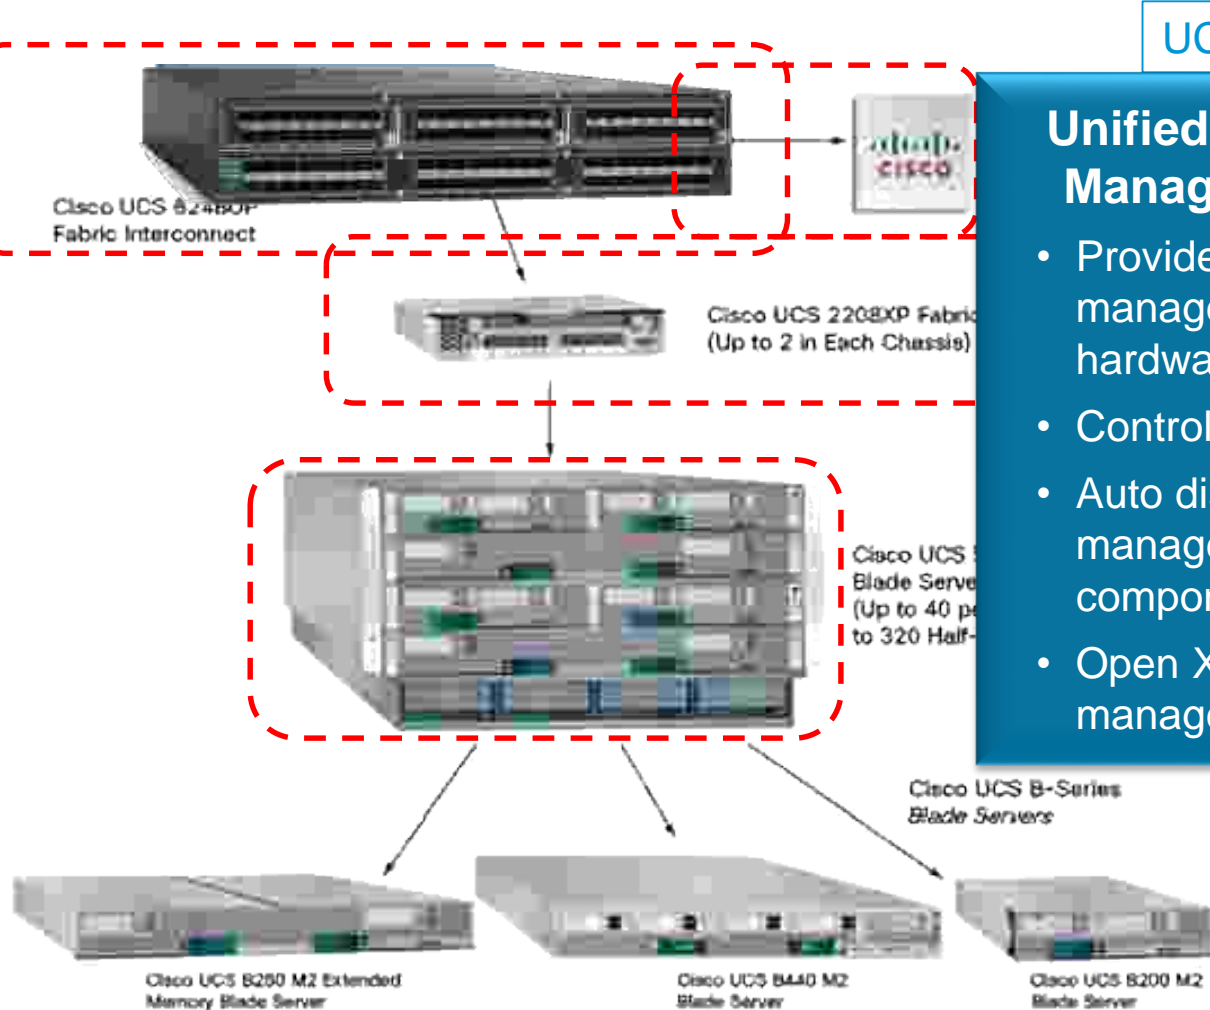 UC
Unified
Manag
• Provide
manage
hardwa
• Control
• Auto di
manage
compor
• Open X
manage
CISCO
Cisco UCS 6248UP
Fabric Interconnect
Cisco UCS 2208XP Fabric
(Up to 2 in Each Chassis)
Cisco UCS
Blade Serve
(Up to 40 pe
to 320 Half-
Cisco UCS B-Series
Blade Servers
Cisco UCS B250 M2 Extended
Memory Blade Server
Cisco UCS B440 M2
Blade Server
Cisco UCS B200 M2
Blade Server